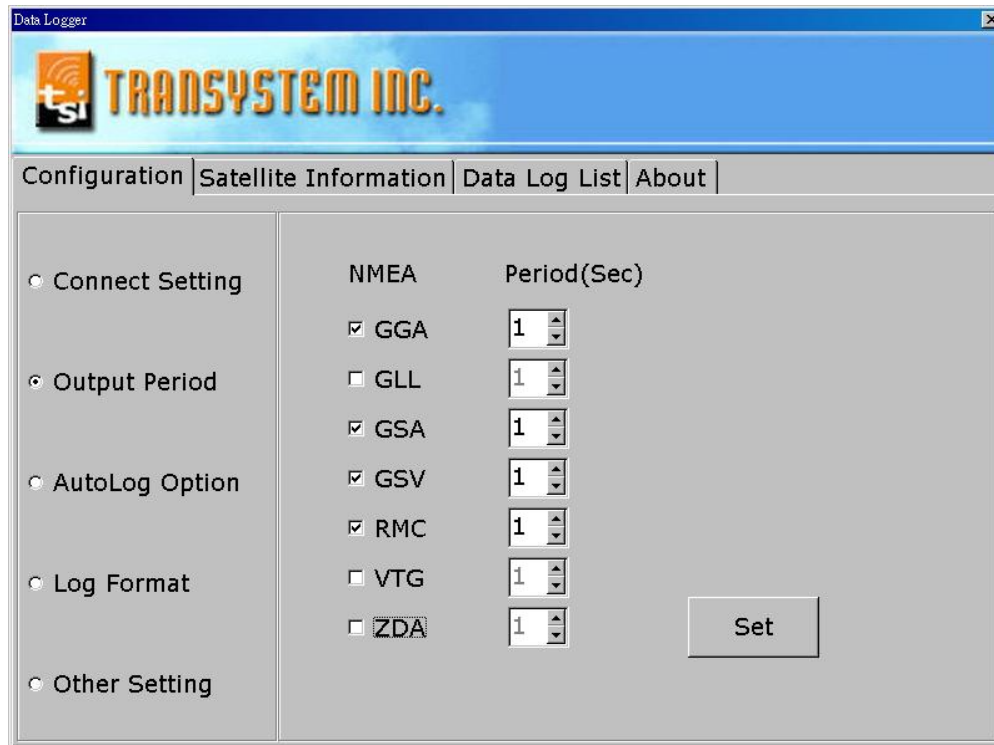 Data Logger
tsi TRANSYSTEM INC.
Configuration Satellite Information Data Log List About
Connect Setting
Output Period
AutoLog Option
Log Format
Other Setting
NMEA Period(Sec)
GGA 1
GLL 1
GSA 1
GSV 1
RMC 1
VTG 1
ZDA 1
Set